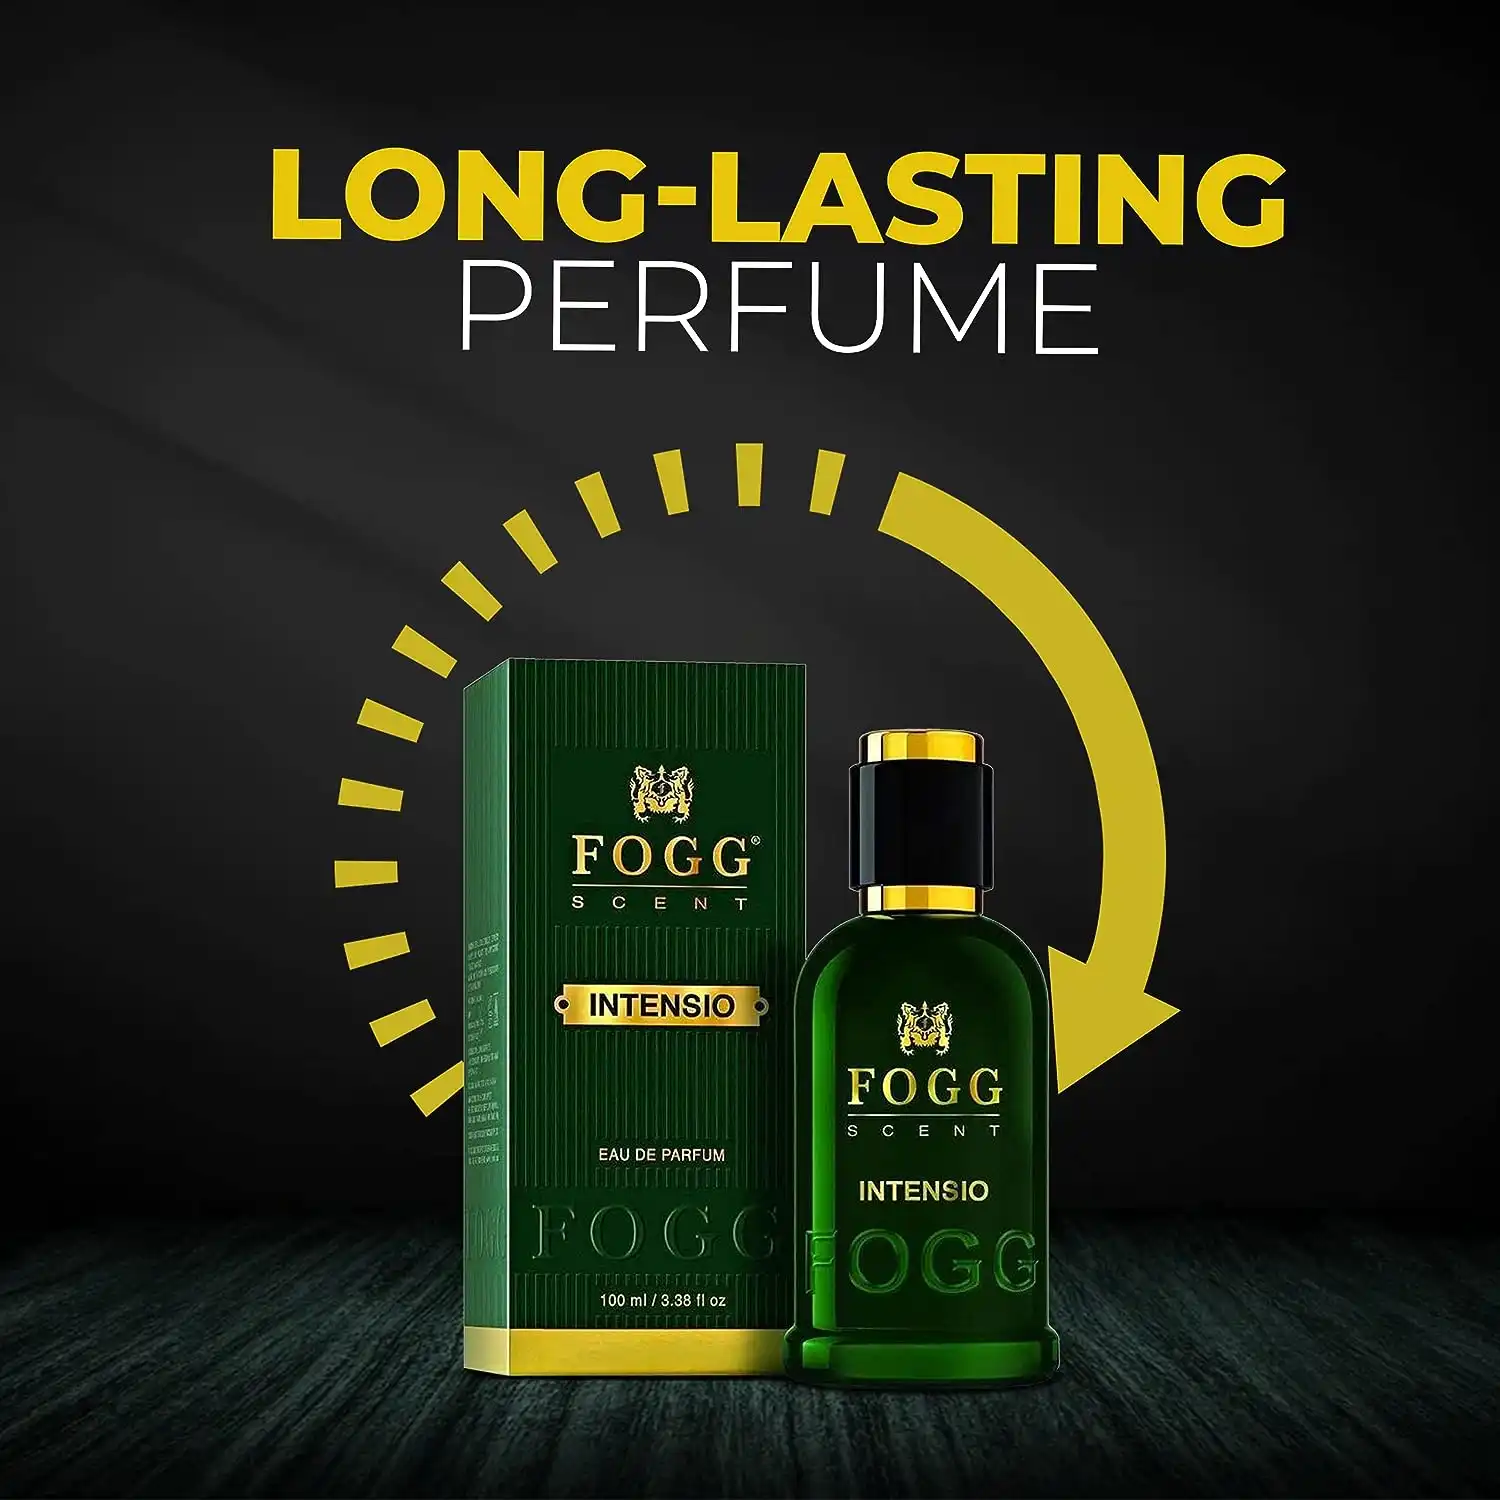 LONG-LASTING
PERFUME
FOGG®
SCENT
INTENSIO
EAU DE PARFUM
FOGG
100 ml / 3.38 fl oz
FOGG
SCENT
INTENSIO
FOGG